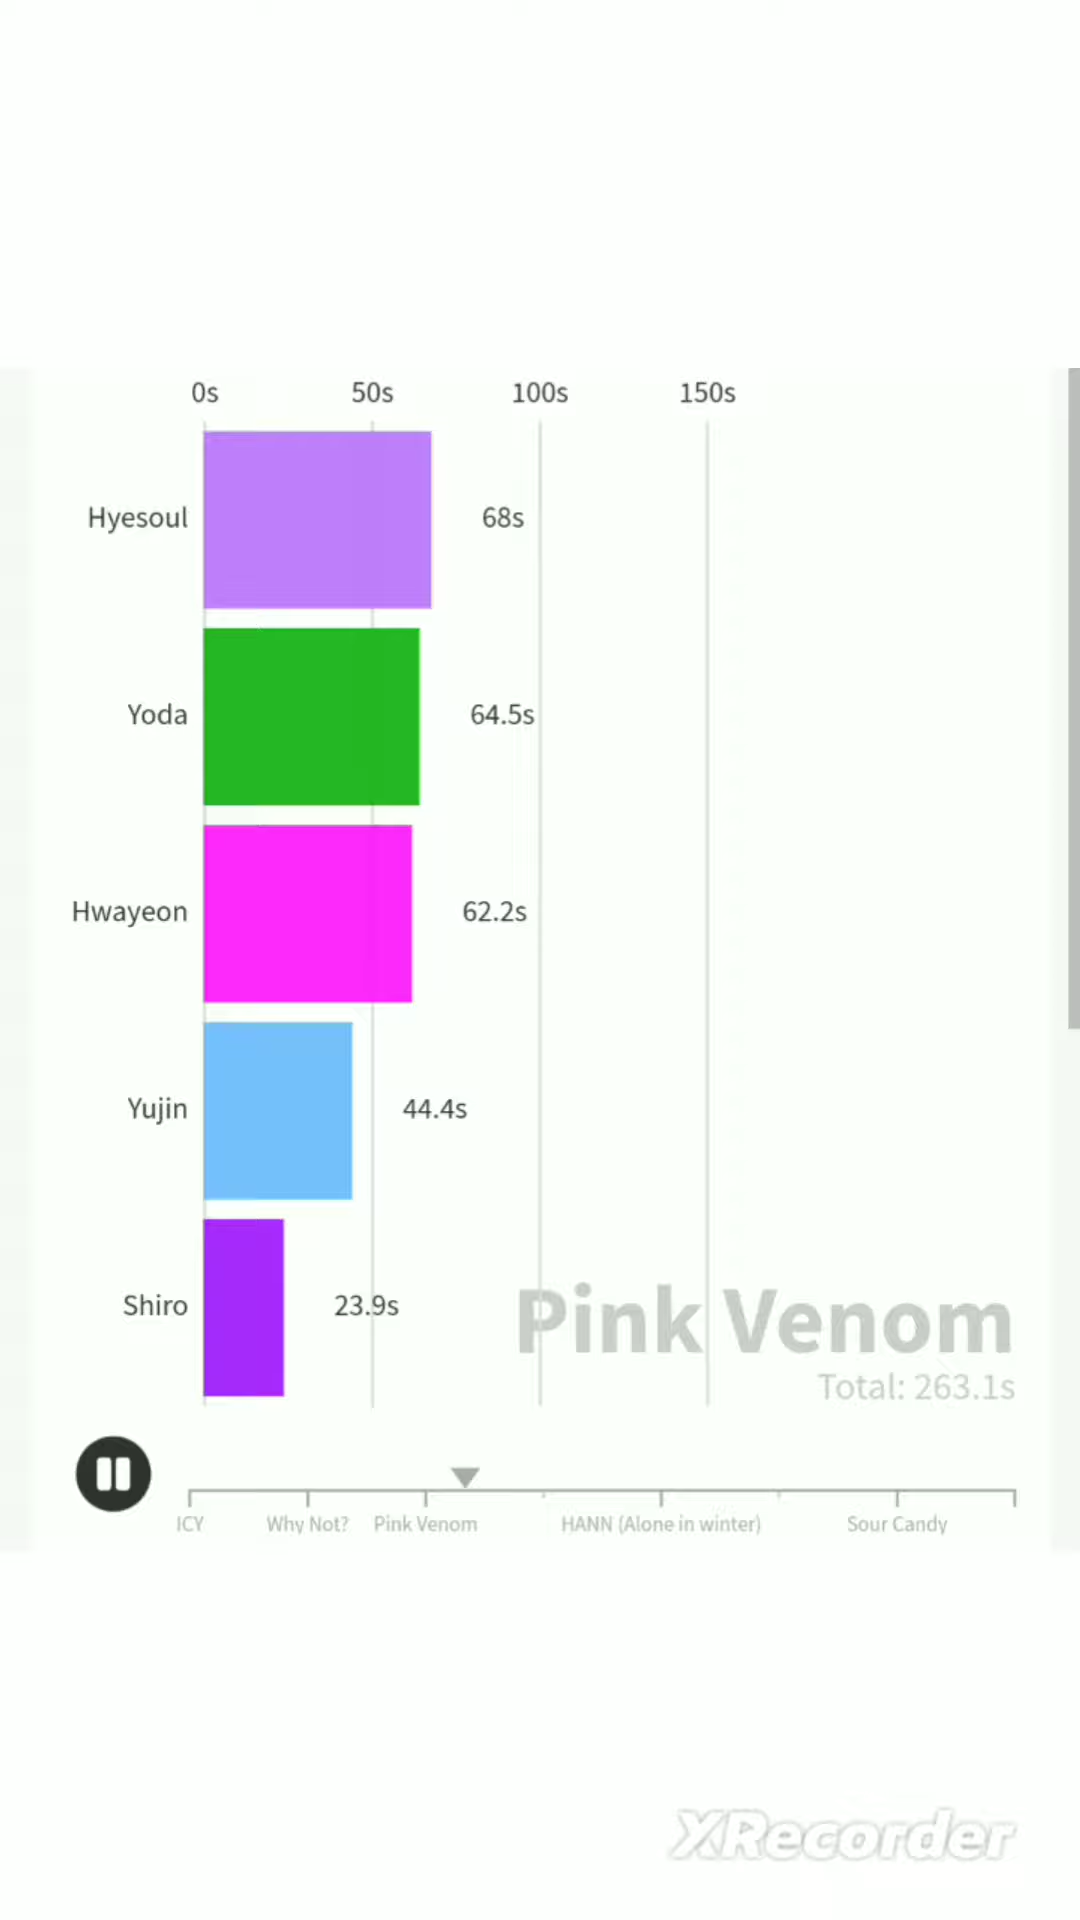 0s 50s 100s 150s
Hyesoul 68s
Yoda 64.5s
Hwayeon 62.2s
Yujin 44.4s
Shiro 23.9s
Pink Venom
Total: 263.1s
ICY Why Not? Pink Venom HANN (Alone in winter) Sour Candy
XRecorder